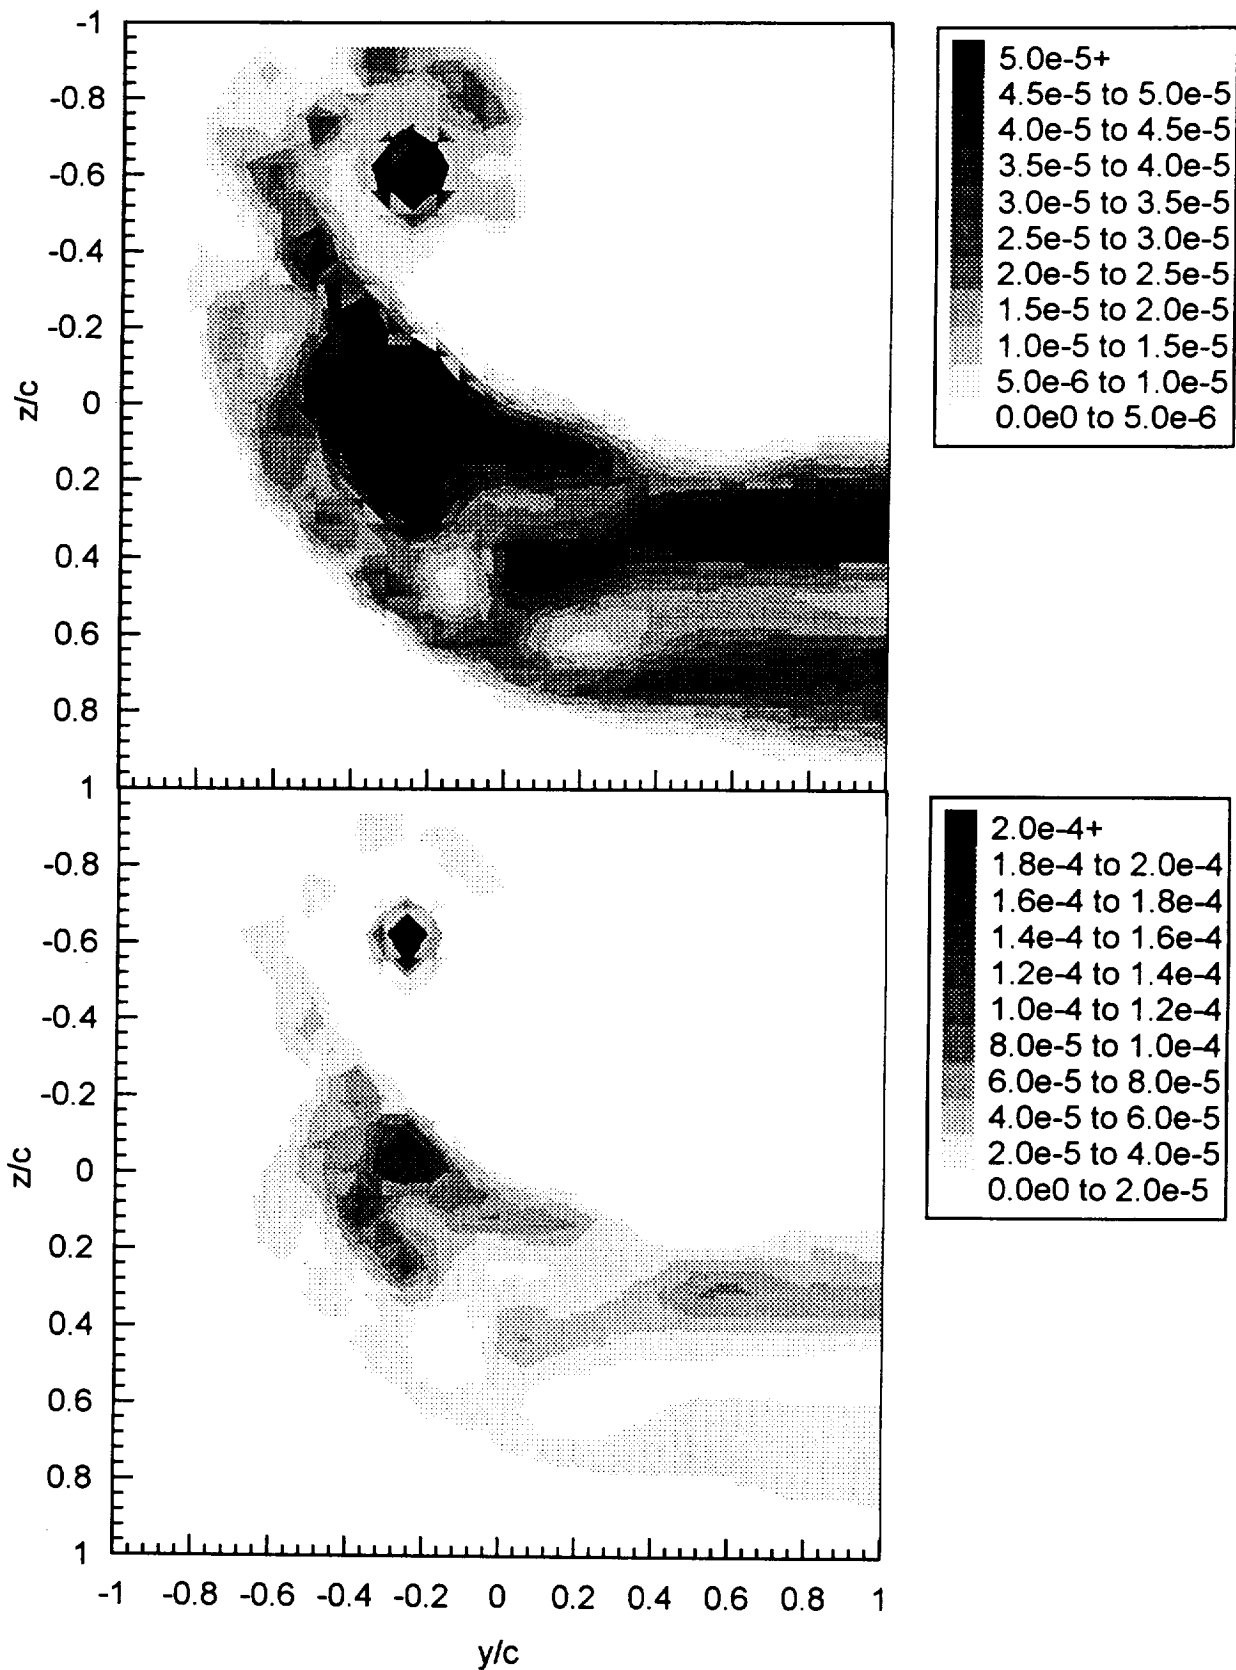 -1
-0.8
-0.6
-0.4
-0.2
0
0.2
0.4
0.6
0.8
1
z/c
5.0e-5+
4.5e-5 to 5.0e-5
4.0e-5 to 4.5e-5
3.5e-5 to 4.0e-5
3.0e-5 to 3.5e-5
2.5e-5 to 3.0e-5
2.0e-5 to 2.5e-5
1.5e-5 to 2.0e-5
1.0e-5 to 1.5e-5
5.0e-6 to 1.0e-5
0.0e0 to 5.0e-6
-0.8
-0.6
-0.4
-0.2
0
0.2
0.4
0.6
0.8
1
z/c
-1 -0.8 -0.6 -0.4 -0.2 0 0.2 0.4 0.6 0.8 1
y/c
2.0e-4+
1.8e-4 to 2.0e-4
1.6e-4 to 1.8e-4
1.4e-4 to 1.6e-4
1.2e-4 to 1.4e-4
1.0e-4 to 1.2e-4
8.0e-5 to 1.0e-4
6.0e-5 to 8.0e-5
4.0e-5 to 6.0e-5
2.0e-5 to 4.0e-5
0.0e0 to 2.0e-5